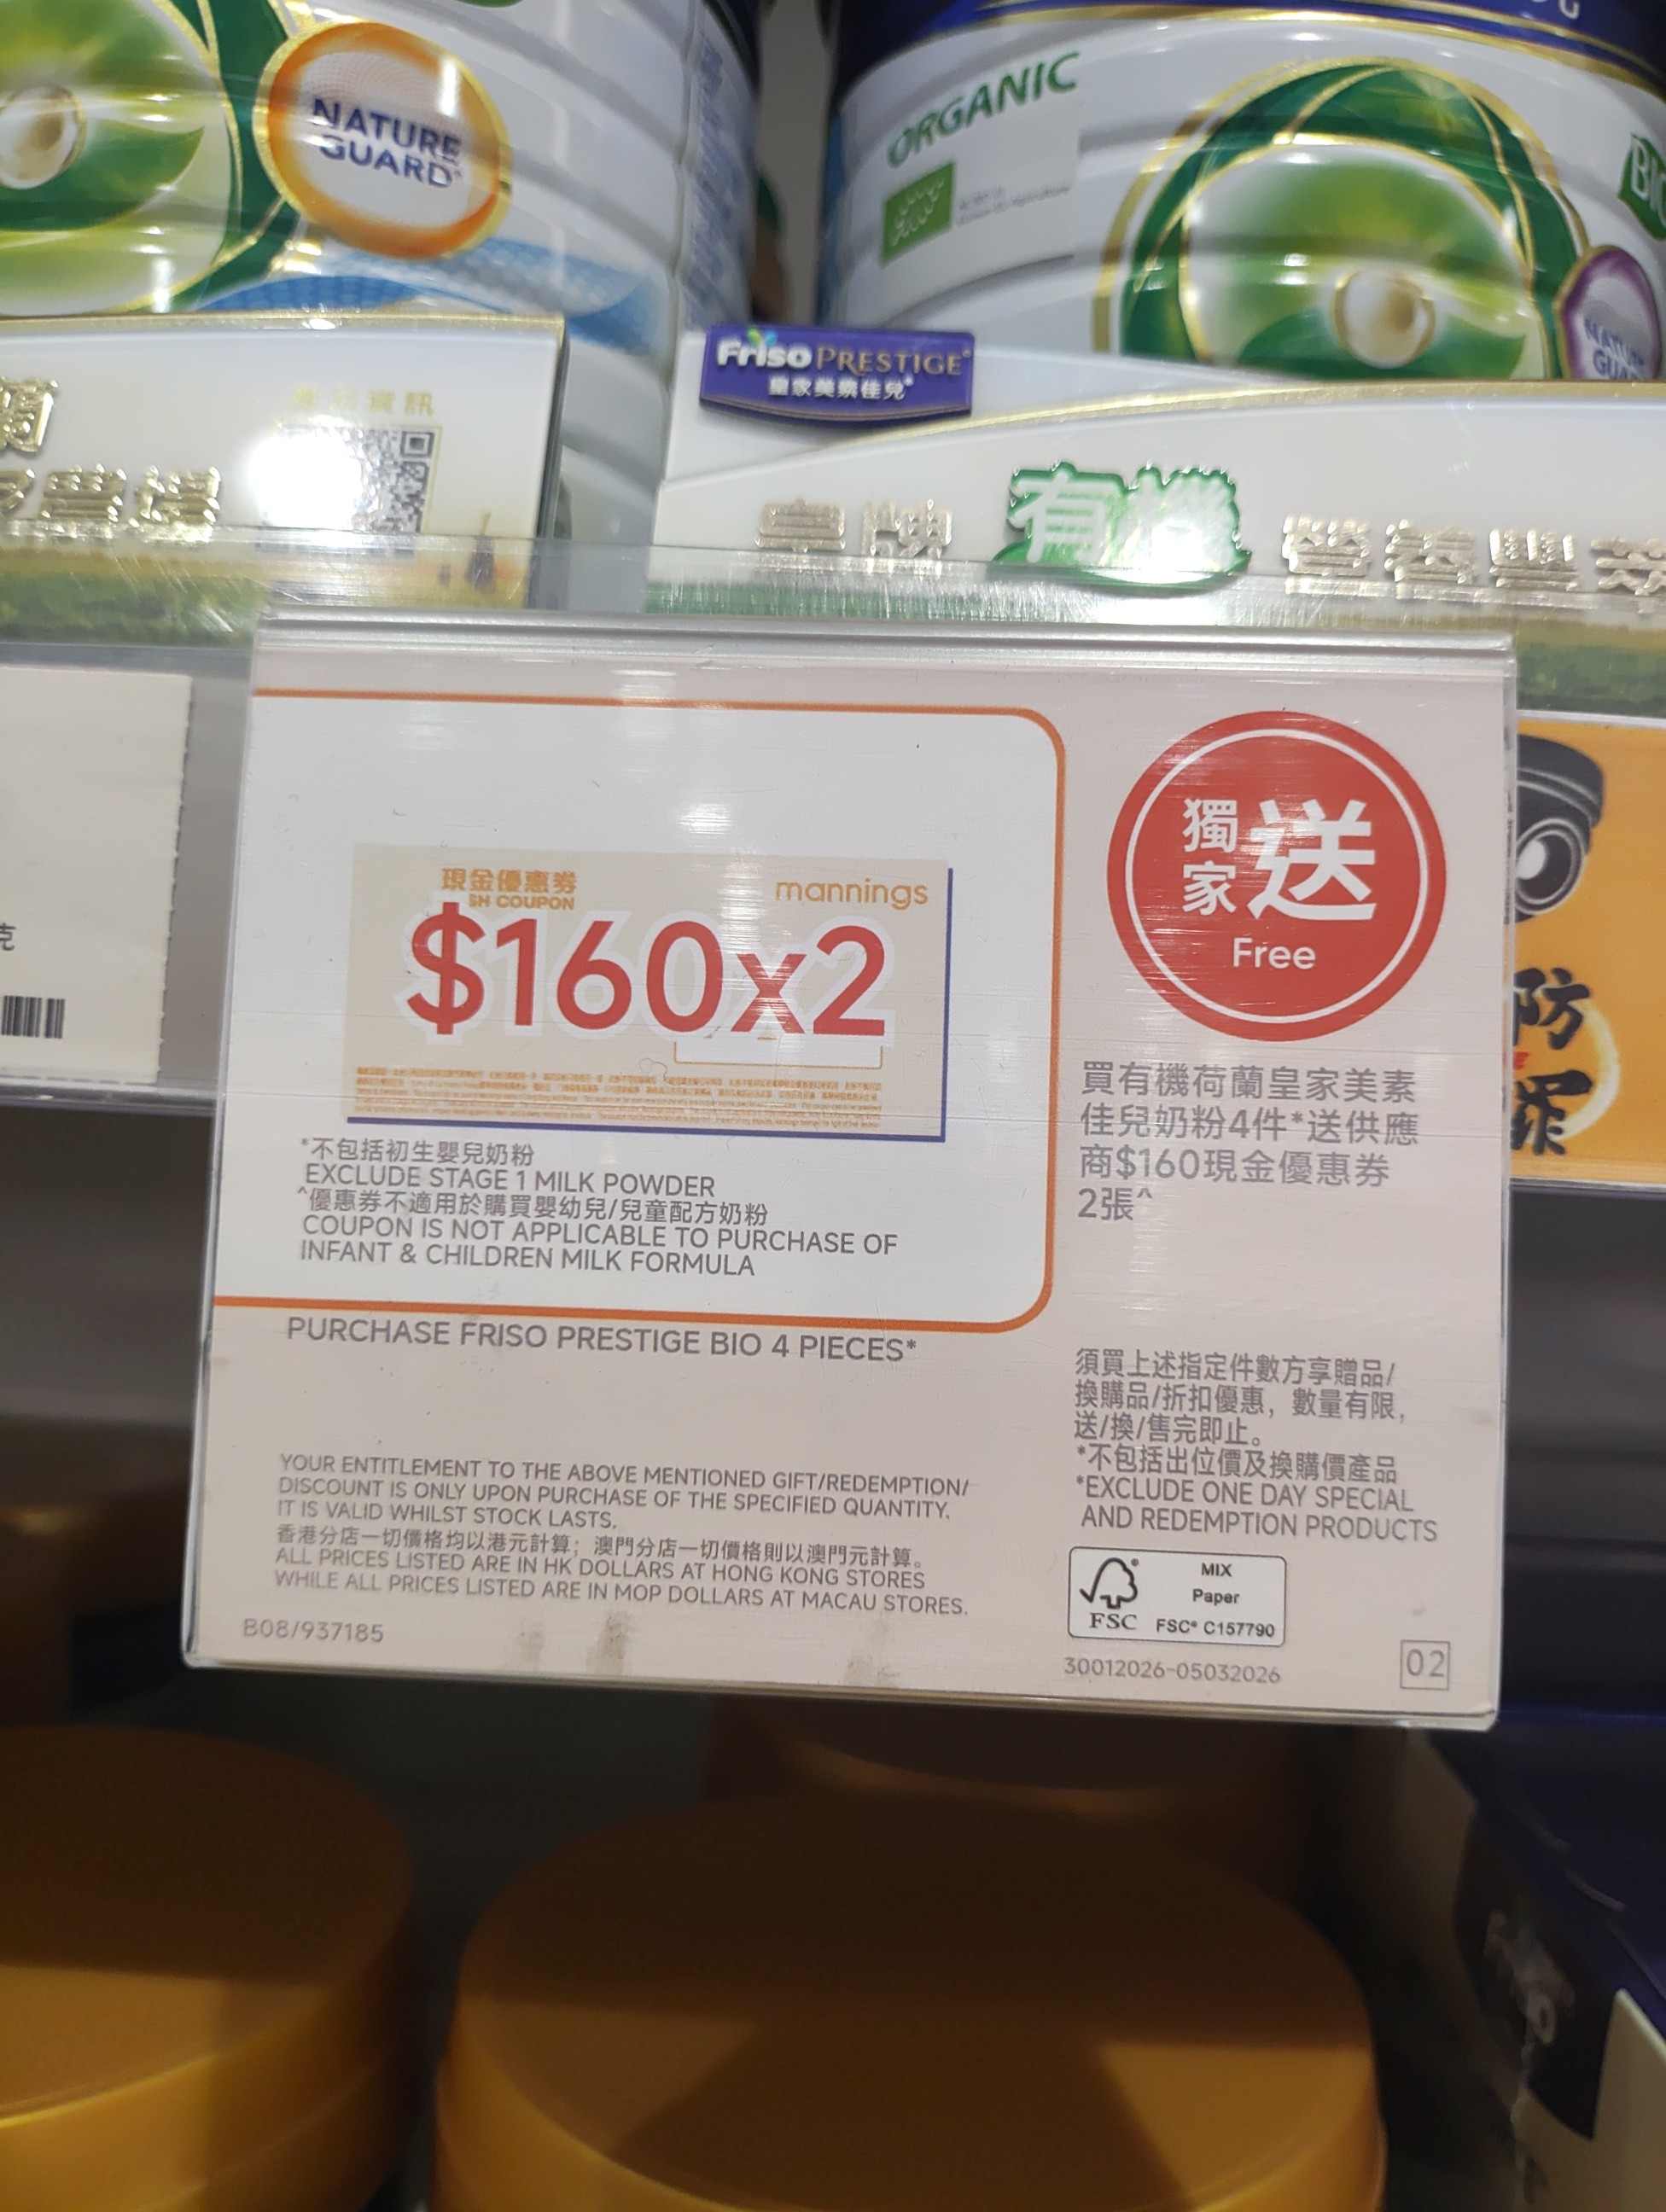 NATURE
GUARD
ORGANIC
Friso PRESTIGE
皇家美素佳兒
資訊
皇牌 有機 營養豐
獨家送
Free
現金優惠券
SH COUPON
mannings
$160x2
*不包括初生嬰兒奶粉
EXCLUDE STAGE 1 MILK POWDER
^優惠券不適用於購買嬰幼兒/兒童配方奶粉
COUPON IS NOT APPLICABLE TO PURCHASE OF
INFANT & CHILDREN MILK FORMULA
PURCHASE FRISO PRESTIGE BIO 4 PIECES*
買有機荷蘭皇家美素
佳兒奶粉4件*送供應
商$160現金優惠券
2張^
YOUR ENTITLEMENT TO THE ABOVE MENTIONED GIFT/REDEMPTION/
DISCOUNT IS ONLY UPON PURCHASE OF THE SPECIFIED QUANTITY.
IT IS VALID WHILST STOCK LASTS.
香港分店一切價格均以港元計算；澳門分店一切價格則以澳門元計算。
ALL PRICES LISTED ARE IN HK DOLLARS AT HONG KONG STORES
WHILE ALL PRICES LISTED ARE IN MOP DOLLARS AT MACAU STORES.
B08/937185
須買上述指定件數方享贈品/
換購品/折扣優惠，數量有限，
送/換/售完即止。
*不包括出位價及換購價產品
*EXCLUDE ONE DAY SPECIAL
AND REDEMPTION PRODUCTS
FSC
MIX
Paper
FSC® C157790
30012026-05032026
02
克
防